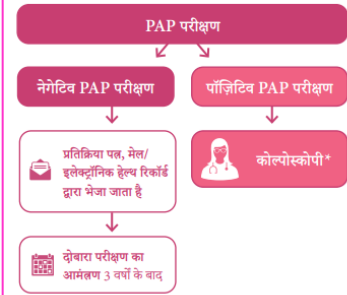 PAP परीक्षण
नेगेटिव PAP परीक्षण
पॉज़िटिव PAP परीक्षण
प्रतिक्रिया पत्र, मेल/
इलेक्ट्रॉनिक हेल्थ रिकॉर्ड
द्वारा भेजा जाता है
कोल्पोस्कोपी*
दोबारा परीक्षण का
आमंत्रण 3 वर्षों के बाद